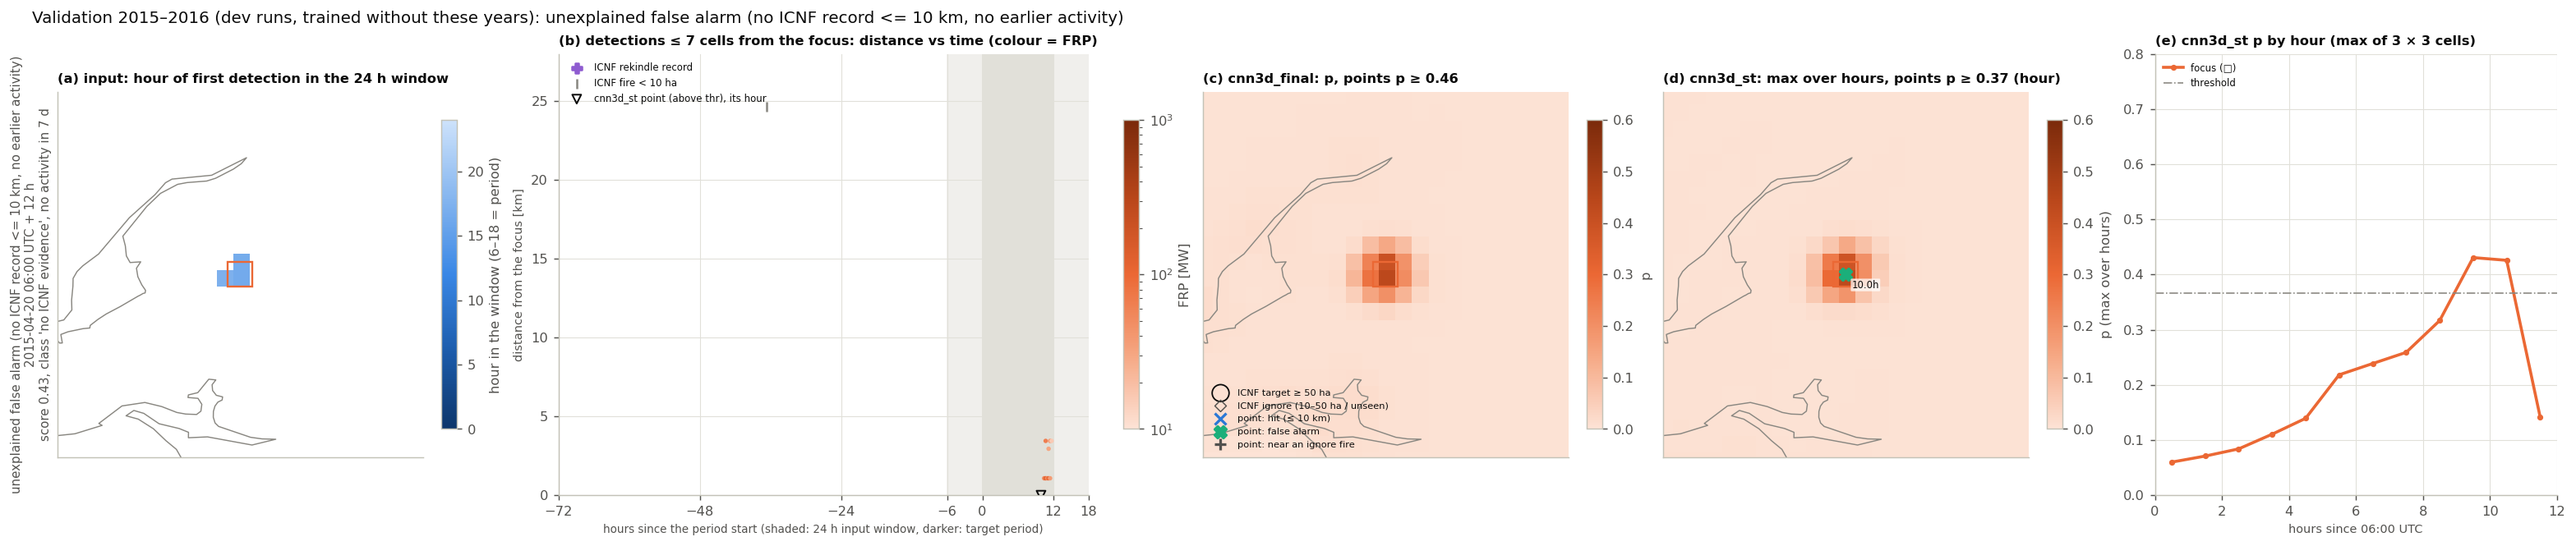 Validation 2015–2016 (dev runs, trained without these years): unexplained false alarm (no ICNF record <= 10 km, no earlier activity)
unexplained false alarm (no ICNF record <= 10 km, no earlier activity)
2015-04-20 06:00 UTC + 12 h
score 0.43, class 'no ICNF evidence', no activity in 7 d
(a) input: hour of first detection in the 24 h window
20
15
10
5
0
hour in the window (6–18 = period)
(b) detections ≤ 7 cells from the focus: distance vs time (colour = FRP)
ICNF rekindle record
ICNF fire < 10 ha
cnn3d_st point (above thr), its hour
25
20
15
10
5
0
distance from the focus [km]
−72
−48
−24
−6
0
12
18
hours since the period start (shaded: 24 h input window, darker: target period)
10³
10²
10¹
FRP [MW]
(c) cnn3d_final: p, points p ≥ 0.46
ICNF target ≥ 50 ha
ICNF ignore (10–50 ha / unseen)
point: hit (≤ 10 km)
point: false alarm
point: near an ignore fire
0.6
0.5
0.4
0.3
0.2
0.1
0.0
p
(d) cnn3d_st: max over hours, points p ≥ 0.37 (hour)
10.0h
0.6
0.5
0.4
0.3
0.2
0.1
0.0
p (max over hours)
(e) cnn3d_st p by hour (max of 3 × 3 cells)
focus (□)
threshold
0.8
0.7
0.6
0.5
0.4
0.3
0.2
0.1
0.0
0
2
4
6
8
10
12
hours since 06:00 UTC